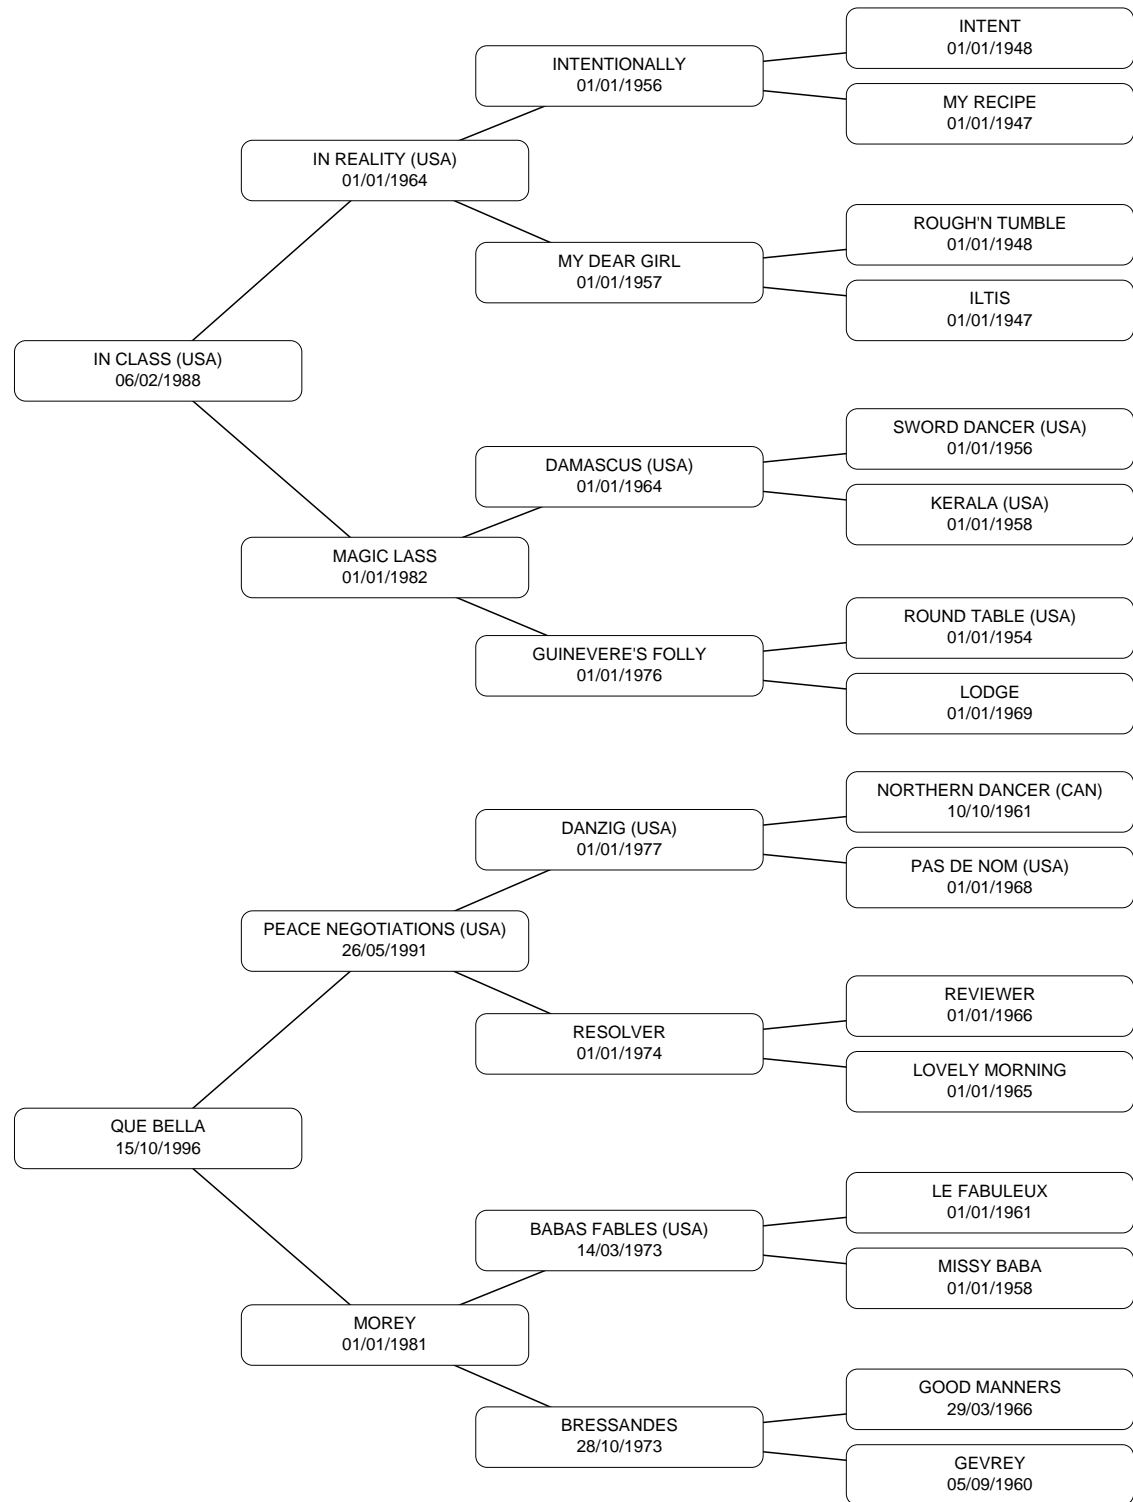 INTENT
01/01/1948
INTENTIONALLY
01/01/1956
MY RECIPE
01/01/1947
IN REALITY (USA)
01/01/1964
ROUGH'N TUMBLE
01/01/1948
MY DEAR GIRL
01/01/1957
ILTIS
01/01/1947
IN CLASS (USA)
06/02/1988
SWORD DANCER (USA)
01/01/1956
DAMASCUS (USA)
01/01/1964
KERALA (USA)
01/01/1958
MAGIC LASS
01/01/1982
ROUND TABLE (USA)
01/01/1954
GUINEVERE'S FOLLY
01/01/1976
LODGE
01/01/1969
NORTHERN DANCER (CAN)
10/10/1961
DANZIG (USA)
01/01/1977
PAS DE NOM (USA)
01/01/1968
PEACE NEGOTIATIONS (USA)
26/05/1991
REVIEWER
01/01/1966
RESOLVER
01/01/1974
LOVELY MORNING
01/01/1965
QUE BELLA
15/10/1996
LE FABULEUX
01/01/1961
BABAS FABLES (USA)
14/03/1973
MISSY BABA
01/01/1958
MOREY
01/01/1981
GOOD MANNERS
29/03/1966
BRESSANDES
28/10/1973
GEVREY
05/09/1960